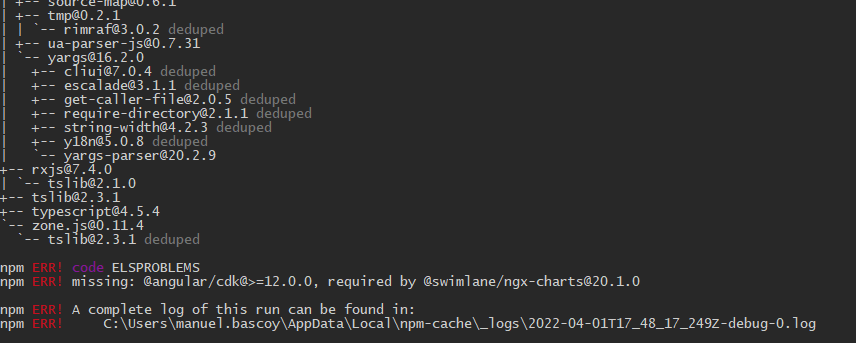 | +-- source-map@0.6.1
| +-- tmp@0.2.1
| | `-- rimraf@3.0.2 deduped
| +-- ua-parser-js@0.7.31
| `-- yargs@16.2.0
|   +-- cliui@7.0.4 deduped
|   +-- escalade@3.1.1 deduped
|   +-- get-caller-file@2.0.5 deduped
|   +-- require-directory@2.1.1 deduped
|   +-- string-width@4.2.3 deduped
|   +-- y18n@5.0.8 deduped
|   `-- yargs-parser@20.2.9
+-- rxjs@7.4.0
| `-- tslib@2.1.0
+-- tslib@2.3.1
+-- typescript@4.5.4
`-- zone.js@0.11.4
  `-- tslib@2.3.1 deduped
npm ERR! code ELSPROBLEMS
npm ERR! missing: @angular/cdk@>=12.0.0, required by @swimlane/ngx-charts@20.1.0
npm ERR! A complete log of this run can be found in:
npm ERR!     C:\Users\manuel.bascoy\AppData\Local\npm-cache\_logs\2022-04-01T17_48_17_249Z-debug-0.log